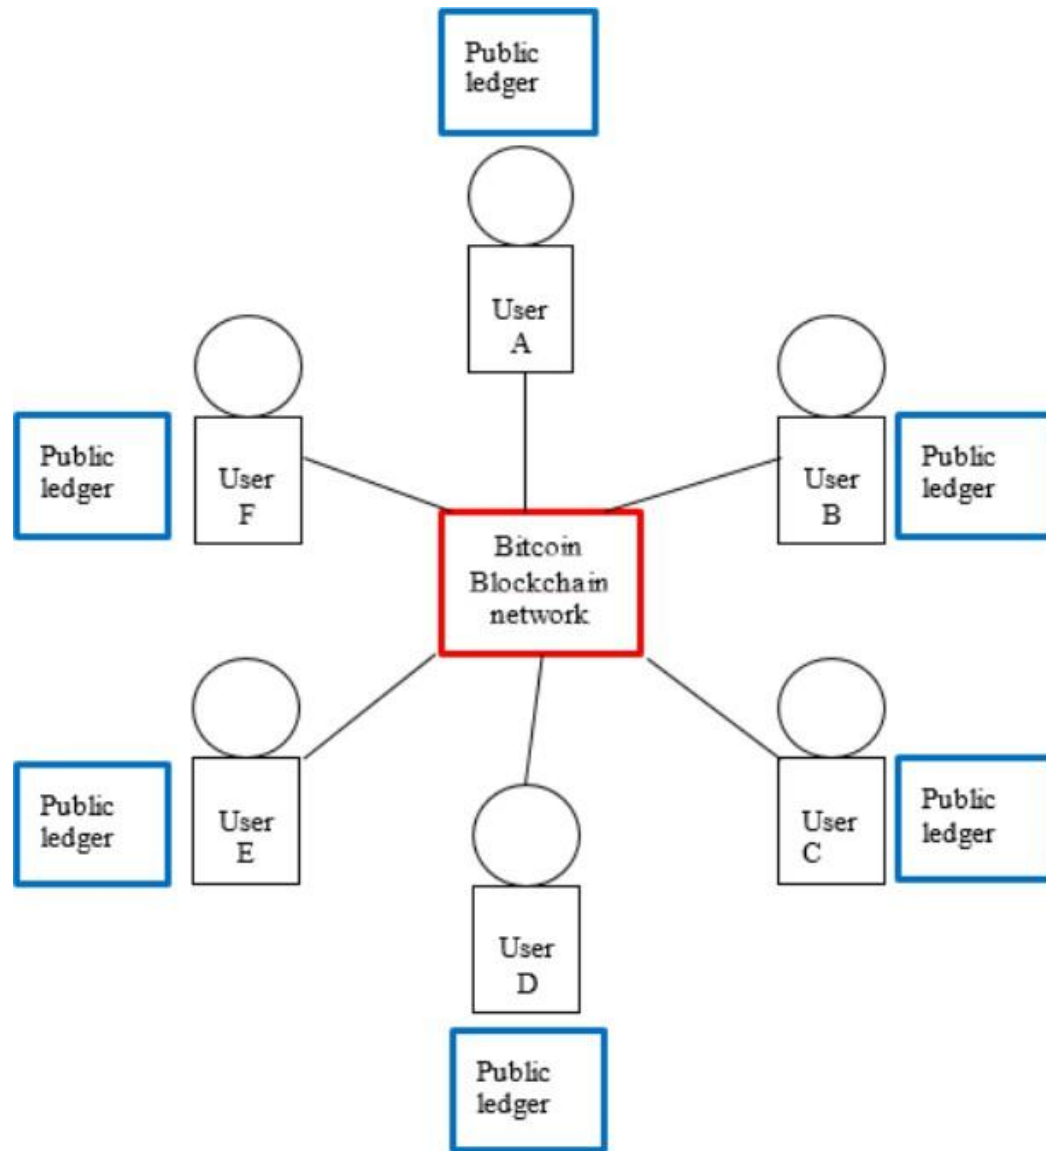 Public
ledger
User
A
Public
ledger
User
F
User
B
Public
ledger
Bitcoin
Blockchain
network
Public
ledger
User
E
User
C
Public
ledger
User
D
Public
ledger